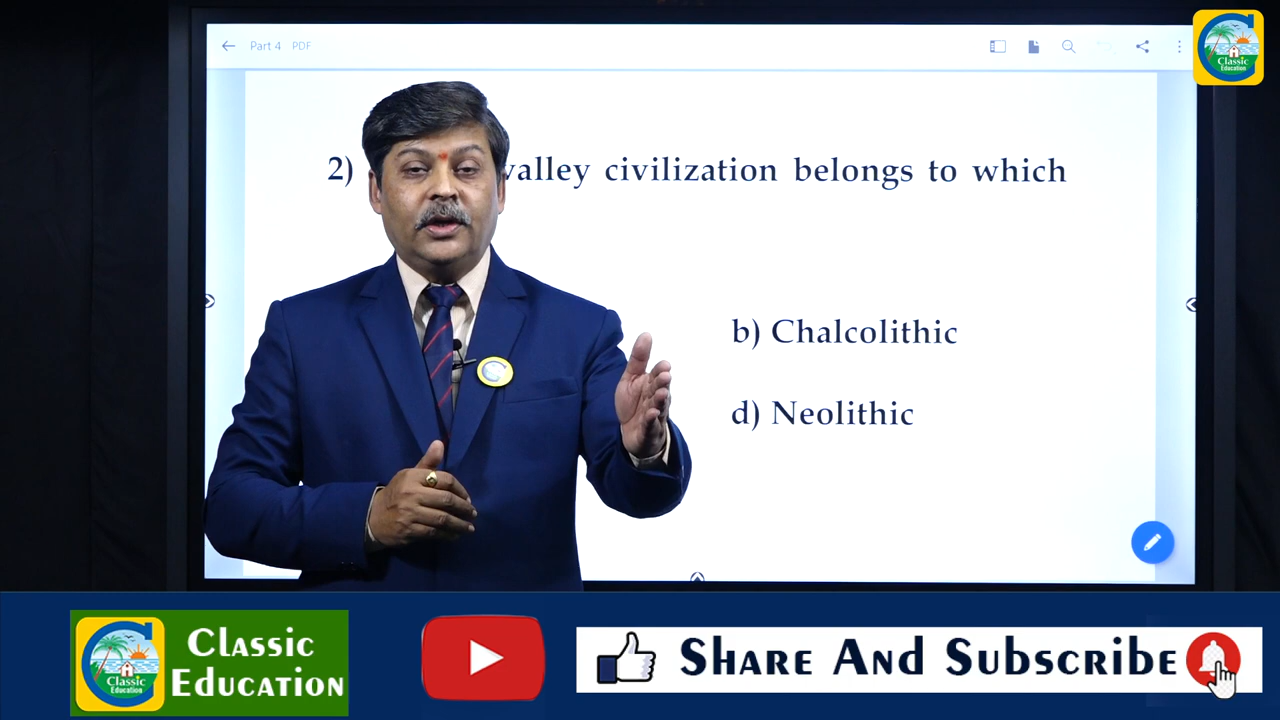 Part 4 PDF
Classic
Education
2) valley civilization belongs to which
b) Chalcolithic
d) Neolithic
Classic
Education
Classic
Education
Share And Subscribe